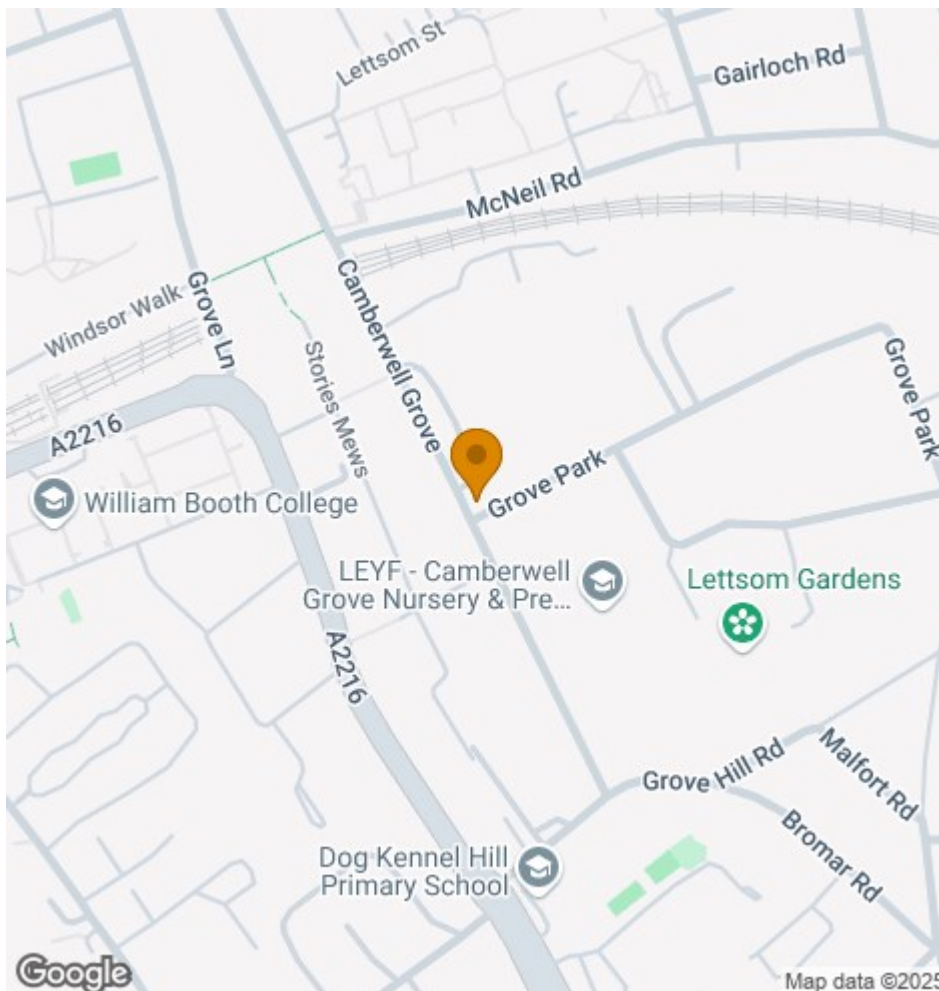 Lettsom St
Gairloch Rd
McNeil Rd
Windsor Walk
Grove Ln
Camberwell Grove
Stories Mews
Grove Park
A2216
Grove Park
William Booth College
LEYF - Camberwell
Grove Nursery & Pre...
Lettsom Gardens
A2216
Grove Hill Rd
Malfort Rd
Bromar Rd
Dog Kennel Hill
Primary School
Google
Map data ©2025